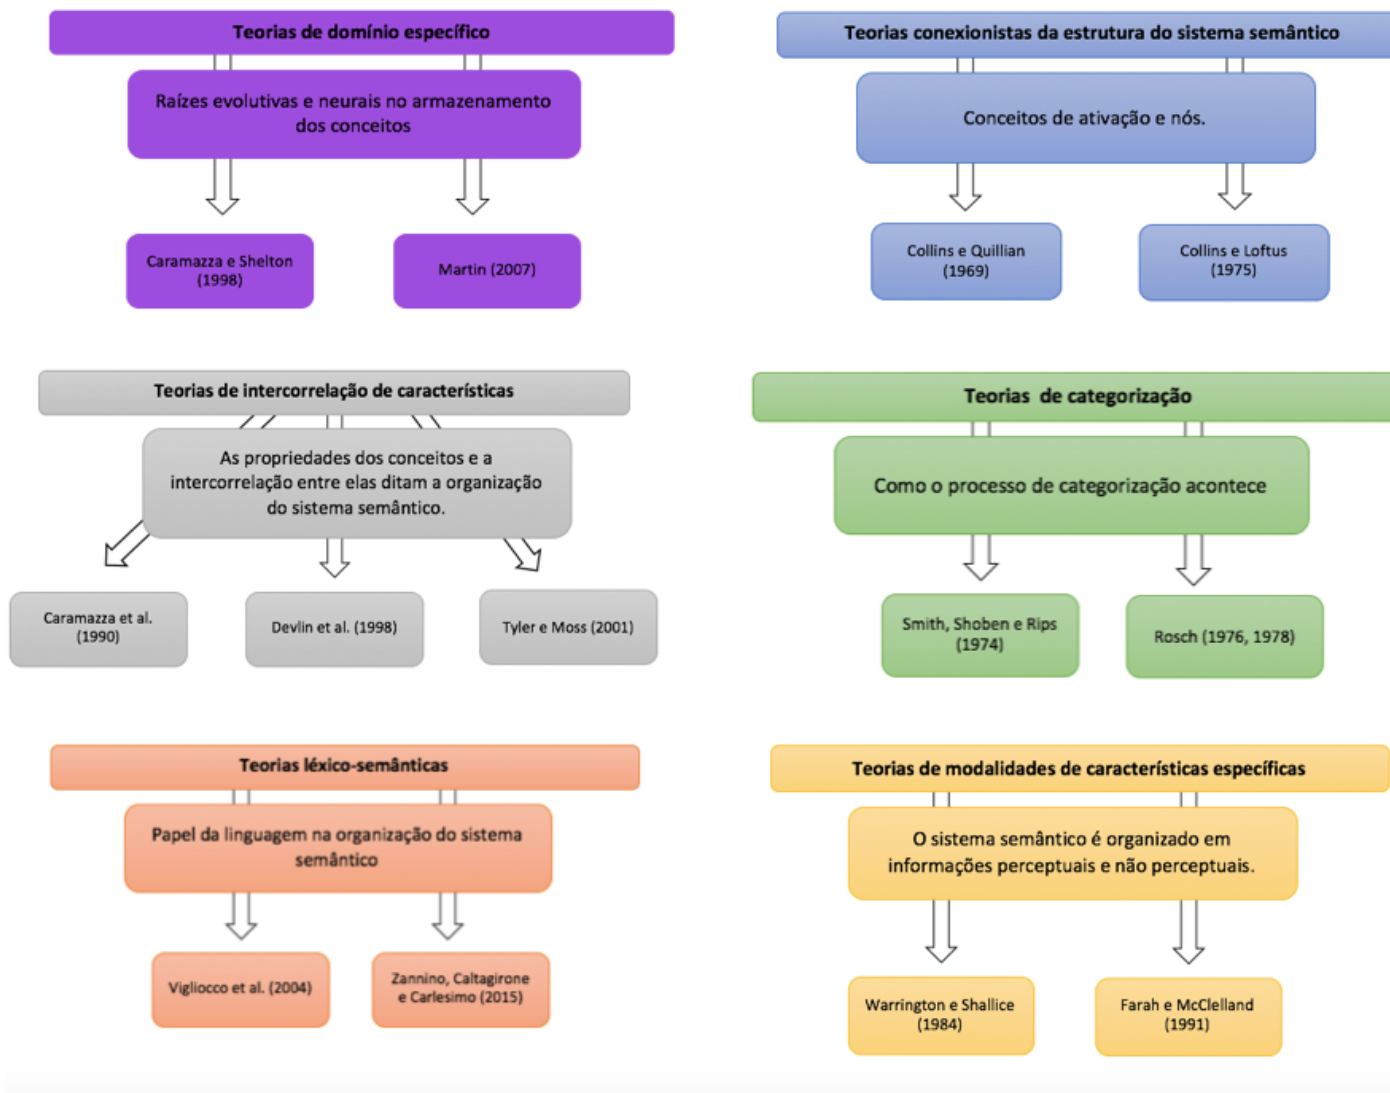 Teorias de domínio específico
Raízes evolutivas e neurais no armazenamento
dos conceitos
Caramazza e Shelton
(1998)
Martin (2007)
Teorias conexionistas da estrutura do sistema semântico
Conceitos de ativação e nós.
Collins e Quillian
(1969)
Collins e Loftus
(1975)
Teorias de intercorrelação de características
As propriedades dos conceitos e a
intercorrelação entre elas ditam a organização
do sistema semântico.
Caramazza et al.
(1990)
Devlin et al. (1998)
Tyler e Moss (2001)
Teorias de categorização
Como o processo de categorização acontece
Smith, Shoben e Rips
(1974)
Rosch (1976, 1978)
Teorias léxico-semânticas
Papel da linguagem na organização do sistema
semântico
Vigliocco et al. (2004)
Zannino, Caltagirone
e Carlesimo (2015)
Teorias de modalidades de características específicas
O sistema semântico é organizado em
informações perceptuais e não perceptuais.
Warrington e Shallice
(1984)
Farah e McClelland
(1991)